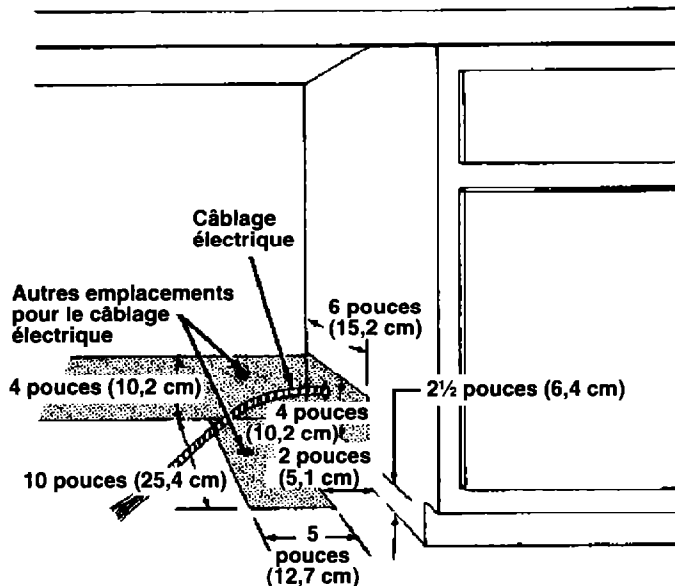 Câblage
électrique
Autres emplacements
pour le câblage
électrique
6 pouces
(15,2 cm)
4 pouces (10,2 cm)
2½ pouces (6,4 cm)
4 pouces
(10,2 cm)
2 pouces
(5,1 cm)
10 pouces (25,4 cm)
5
pouces
(12,7 cm)